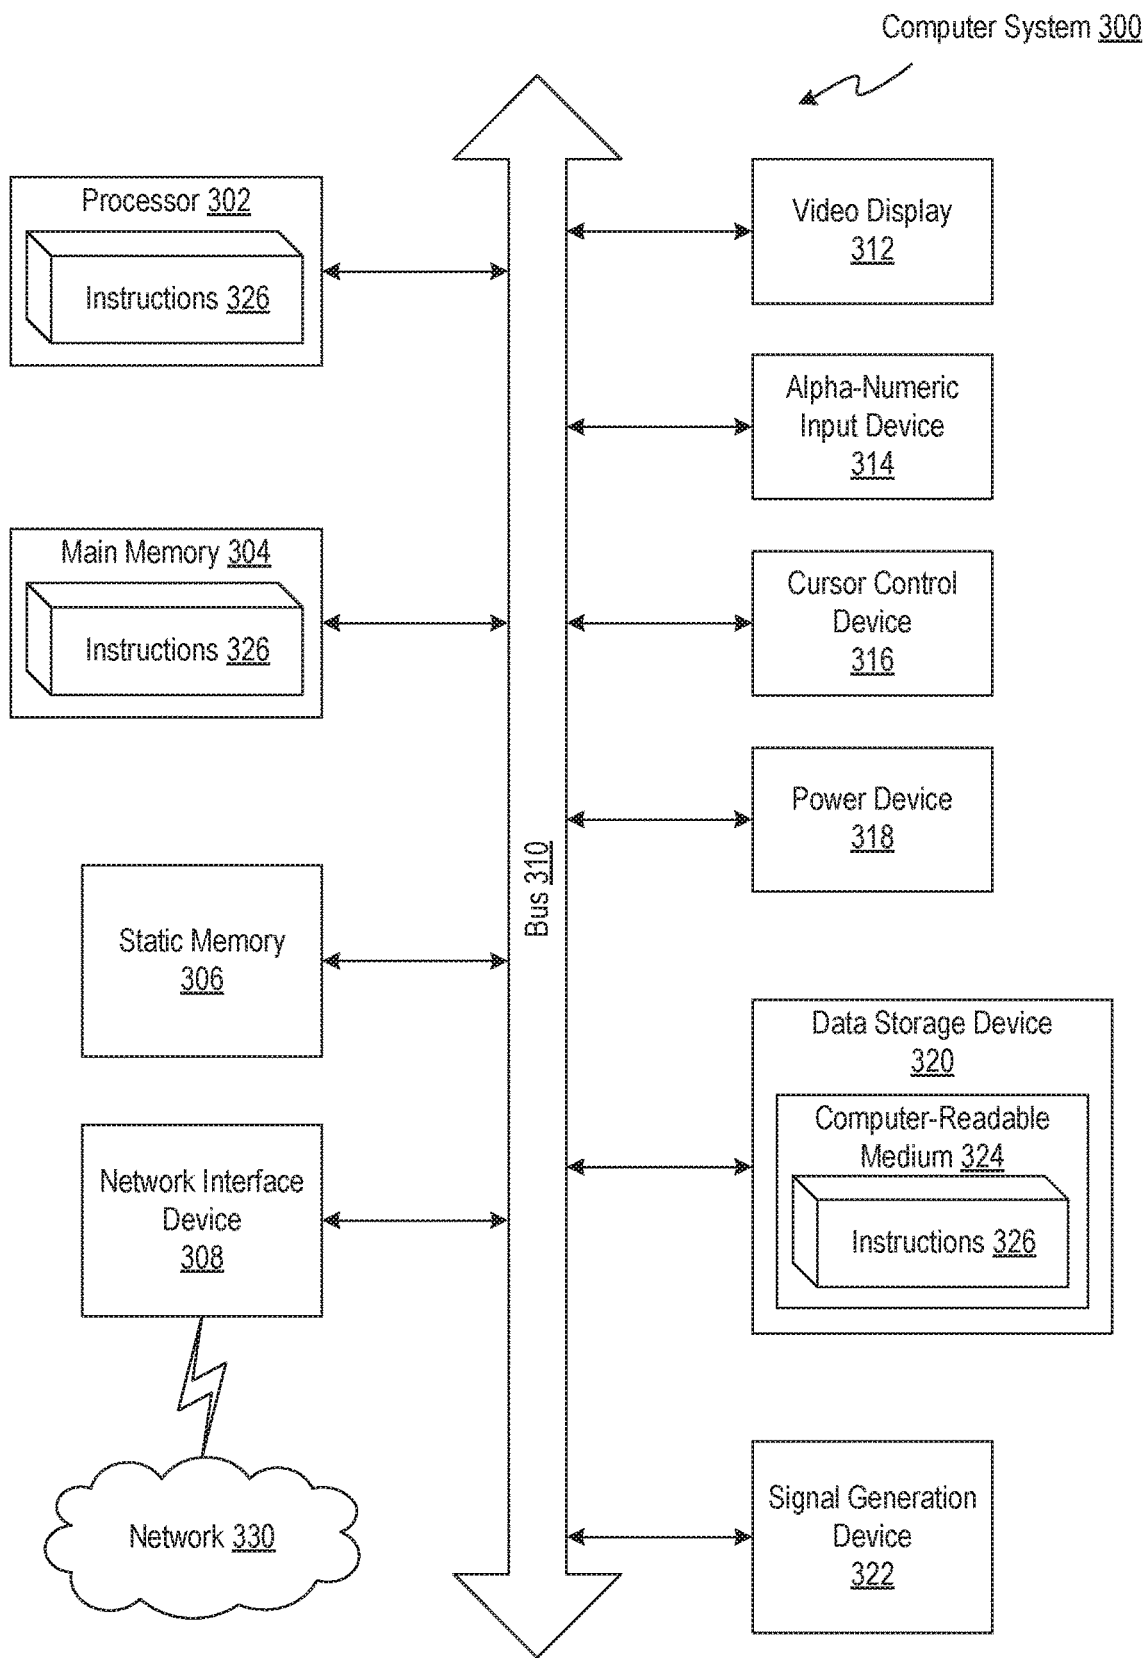 Computer System 300
Processor 302
Instructions 326
Main Memory 304
Instructions 326
Static Memory
306
Network Interface
Device
308
Network 330
Bus 310
Video Display
312
Alpha-Numeric
Input Device
314
Cursor Control
Device
316
Power Device
318
Data Storage Device
320
Computer-Readable
Medium 324
Instructions 326
Signal Generation
Device
322